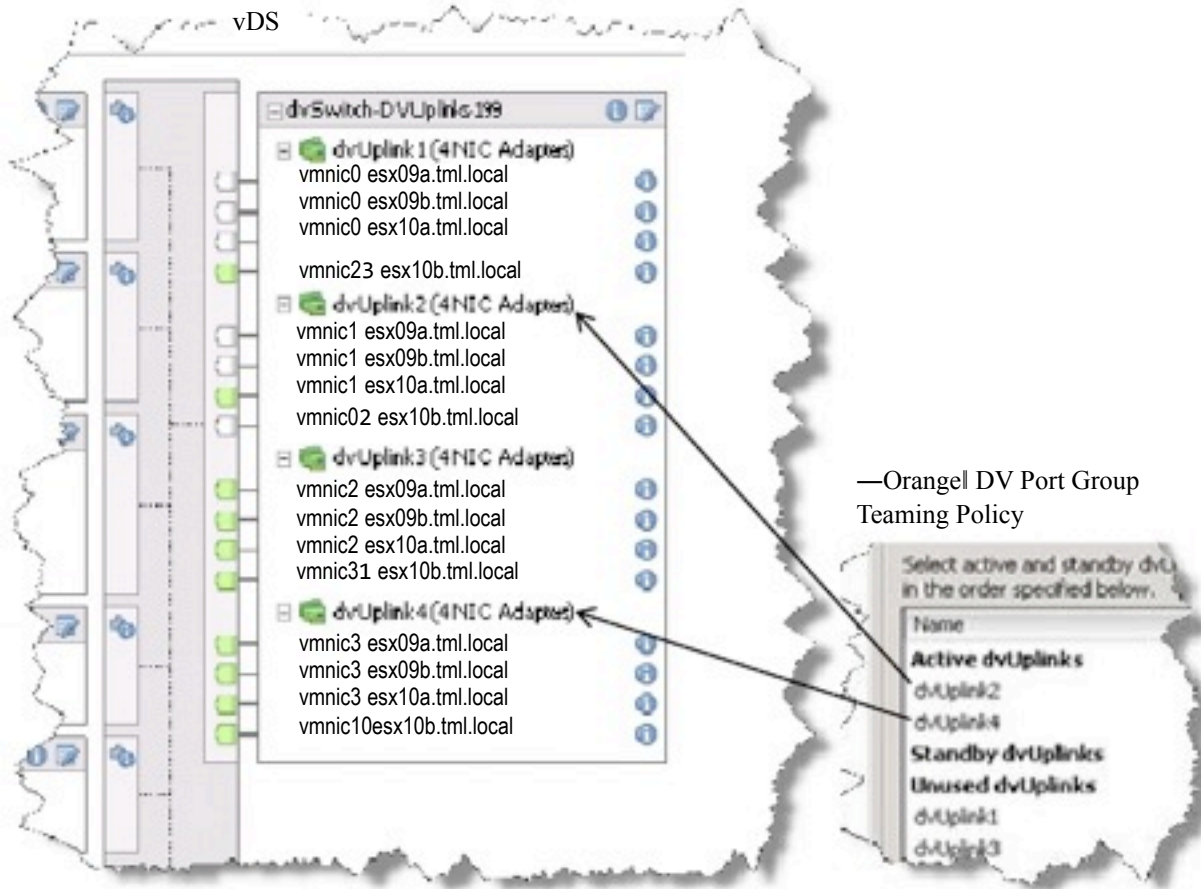 vDS
dvSwitch-DVUplinks-199
dvUplink1 (4 NIC Adapters)
vmnic0 esx09a.tml.local
vmnic0 esx09b.tml.local
vmnic0 esx10a.tml.local
vmnic23 esx10b.tml.local
dvUplink2 (4 NIC Adapters)
vmnic1 esx09a.tml.local
vmnic1 esx09b.tml.local
vmnic1 esx10a.tml.local
vmnic02 esx10b.tml.local
dvUplink3 (4 NIC Adapters)
vmnic2 esx09a.tml.local
vmnic2 esx09b.tml.local
vmnic2 esx10a.tml.local
vmnic31 esx10b.tml.local
dvUplink4 (4 NIC Adapters)
vmnic3 esx09a.tml.local
vmnic3 esx09b.tml.local
vmnic3 esx10a.tml.local
vmnic10esx10b.tml.local
―Orange‖ DV Port Group
Teaming Policy
Select active and standby
in the order specified below.
Name
Active dvUplinks
dvUplink2
dvUplink4
Standby dvUplinks
Unused dvUplinks
dvUplink1
dvUplink3